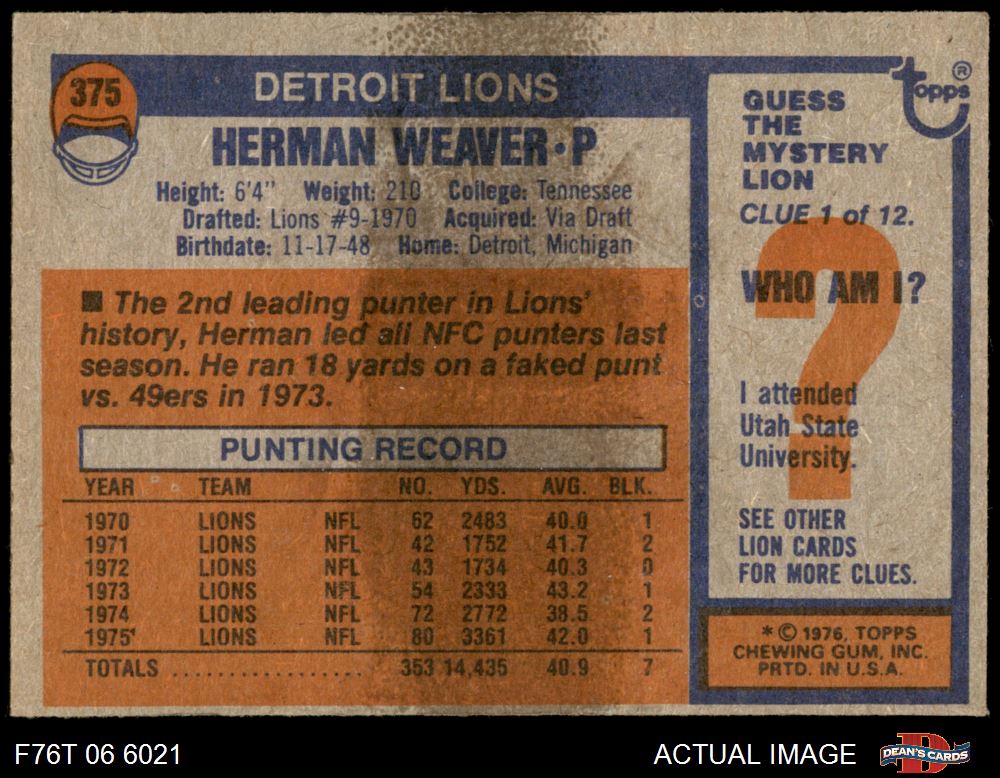 375
DETROIT LIONS
HERMAN WEAVER • P
Height: 6'4" Weight: 210 College: Tennessee
Drafted: Lions #9-1970 Acquired: Via Draft
Birthdate: 11-17-48 Home: Detroit, Michigan
■ The 2nd leading punter in Lions'
history, Herman led all NFC punters last
season. He ran 18 yards on a faked punt
vs. 49ers in 1973.
PUNTING RECORD
YEAR TEAM NO. YDS. AVG. BLK.
1970 LIONS NFL 62 2483 40.0 1
1971 LIONS NFL 42 1752 41.7 2
1972 LIONS NFL 43 1734 40.3 0
1973 LIONS NFL 54 2333 43.2 1
1974 LIONS NFL 72 2772 38.5 2
1975 LIONS NFL 80 3361 42.0 1
TOTALS .................. 353 14,435 40.9 7
topps®
GUESS
THE
MYSTERY
LION
CLUE 1 of 12.
?
WHO AM I?
I attended
Utah State
University.
SEE OTHER
LION CARDS
FOR MORE CLUES.
* © 1976, TOPPS
CHEWING GUM, INC.
PRTD. IN U.S.A.
F76T 06 6021
ACTUAL IMAGE
D
DEAN'S CARDS